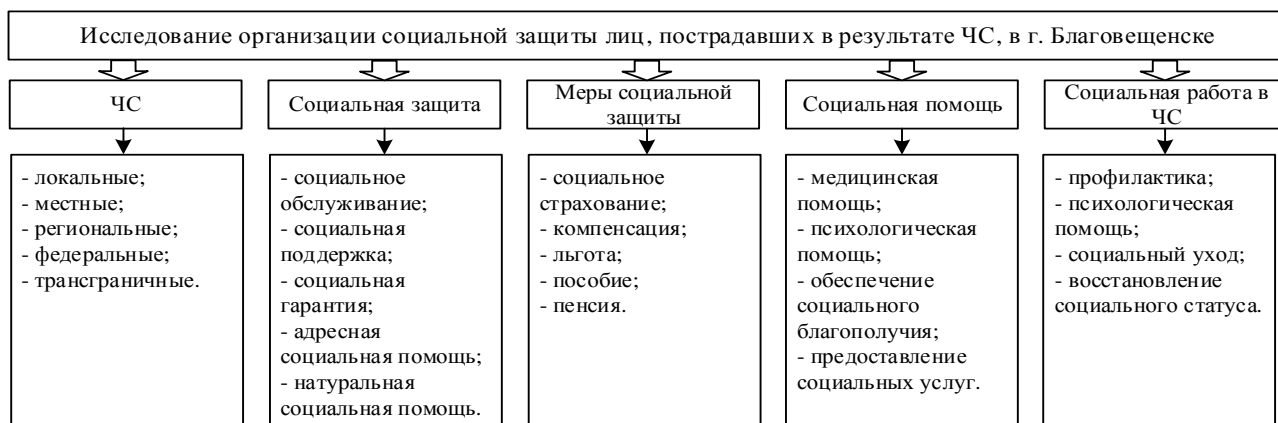 Исследование организации социальной защиты лиц, пострадавших в результате ЧС, в г. Благовещенске
ЧС
Социальная защита
Меры социальной
защиты
Социальная помощь
Социальная работа в
ЧС
- локальные;
- местные;
- региональные;
- федеральные;
- трансграничные.
- социальное
обслуживание;
- социальная
поддержка;
- социальная
гарантия;
- адресная
социальная помощь;
- натуральная
социальная помощь.
- социальное
страхование;
- компенсация;
- льгота;
- пособие;
- пенсия.
- медицинская
помощь;
- психологическая
помощь;
- обеспечение
социального
благополучия;
- предоставление
социальных услуг.
- профилактика;
- психологическая
помощь;
- социальный уход;
- восстановление
социального статуса.